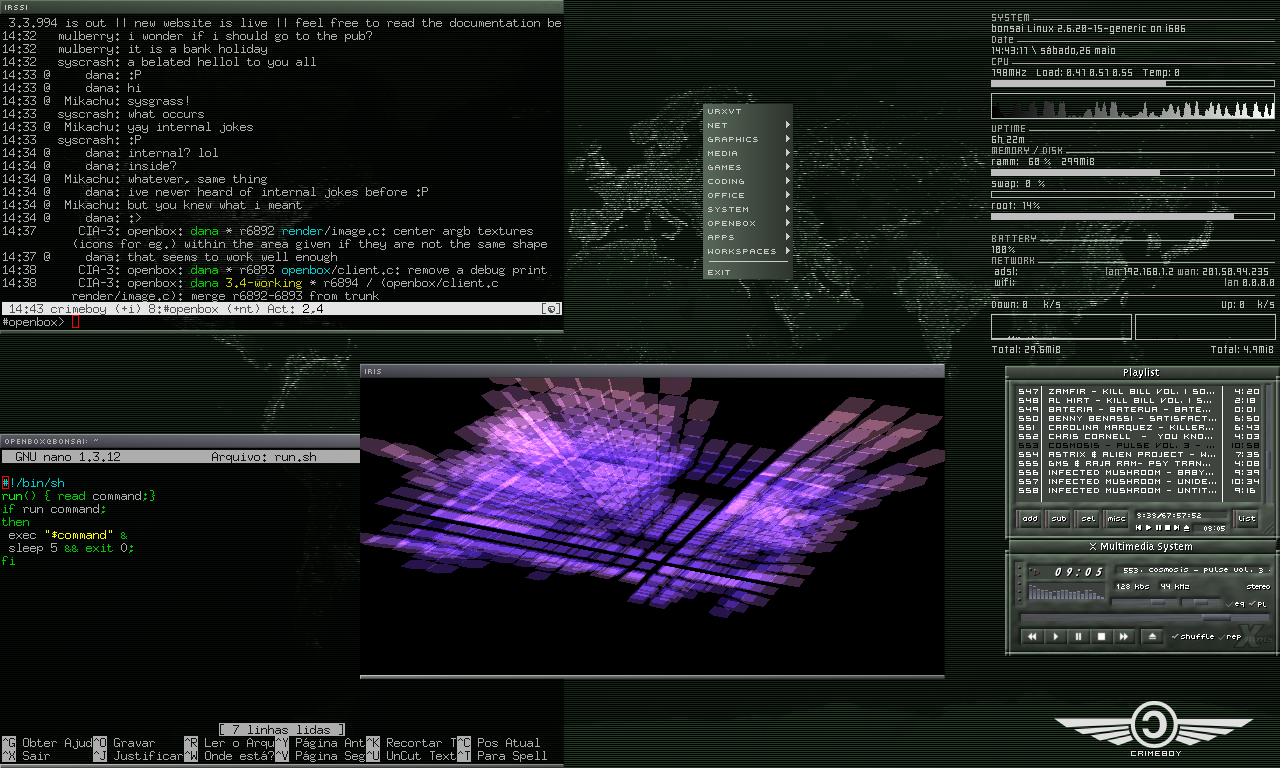 IRSSI
3.3.994 is out || new website is live || feel free to read the documentation be
14:32 mulberry: i wonder if i should go to the pub?
14:32 mulberry: it is a bank holiday
14:32 syscrash: a belated hellol to you all
14:33 @ dana: :P
14:33 @ dana: hi
14:33 @ Mikachu: sysgrass!
14:33 syscrash: what occurs
14:33 @ Mikachu: yay internal jokes
14:33 syscrash: :P
14:34 @ dana: internal? lol
14:34 @ dana: inside?
14:34 @ Mikachu: whatever, same thing
14:34 @ dana: ive never heard of internal jokes before :P
14:34 @ Mikachu: but you knew what i meant
14:34 @ dana: :>
14:37 CIA-3: openbox: dana * r6892 render/image.c: center argb textures
(icons for eg.) within the area given if they are not the same shape
14:37 @ dana: that seems to work well enough
14:38 CIA-3: openbox: dana * r6893 openbox/client.c: remove a debug print
14:38 CIA-3: openbox: dana 3.4-working * r6894 / (openbox/client.c
render/image.c): merge r6892-6893 from trunk
14:43 crimeboy (+i) 8:#openbox (+nt) Act: 2,4
#openbox>
OPENBOX@BONSAI: ~
GNU nano 1.3.12 Arquivo: run.sh
#!/bin/sh
run() { read command;}
if run command;
then
exec "$command" &
sleep 5 && exit 0;
fi
[ 7 linhas lidas ]
^G Obter Ajud ^O Gravar ^R Ler o Arqu ^Y Página Ant ^K Recortar T ^C Pos Atual
^X Sair ^J Justificar ^W Onde está? ^V Página Seg ^U UnCut Text ^T Para Spell
URXVT
NET
GRAPHICS
MEDIA
GAMES
CODING
OFFICE
SYSTEM
OPENBOX
APPS
WORKSPACES
EXIT
IRIS
SYSTEM
bonsai Linux 2.6.20-15-generic on i686
Date
14:43:11 \ sábado,26 maio
CPU
798MHz Load: 0.41 0.51 0.55 Temp: 0
UPTIME
6h 22m
MEMORY / DISK
ramm: 60 % 299MiB
swap: 0 %
root: 14%
BATTERY
100%
NETWORK
adsl: lan 192.168.1.2 wan: 201.50.94.235
wifi: lan 0.0.0.0
Down: 0 k/s Up: 0 k/s
Total: 29.6MiB Total: 4.9MiB
Playlist
547 ZAMFIR - KILL BILL VOL. 1 SO... 4:20
548 AL HIRT - KILL BILL VOL. 1 S... 2:18
549 BATERIA - BATERUA - BATE... 0:01
550 BENNY BENASSI - SATISFACT... 6:50
551 CAROLINA MARQUEZ - KILLER... 6:43
552 CHRIS CORNELL - YOU KNO... 4:03
553 COSMOSIS - PULSE VOL. 3 - ... 10:58
554 ASTRIX & ALIEN PROJECT - W... 7:35
555 GMS & RAJA RAM- PSY TRAN... 4:08
556 INFECTED MUSHROOM - BABY... 9:39
557 INFECTED MUSHROOM - UNIDE... 10:34
558 INFECTED MUSHROOM - UNTIT... 9:16
add sub sel misc 9:39/67:57:52 list
09:05
X Multimedia System
09:05 553. cosmosis - pulse vol. 3 -
128 kbs 44 kHz stereo
eq pl
shuffle rep
CRIMEBOY